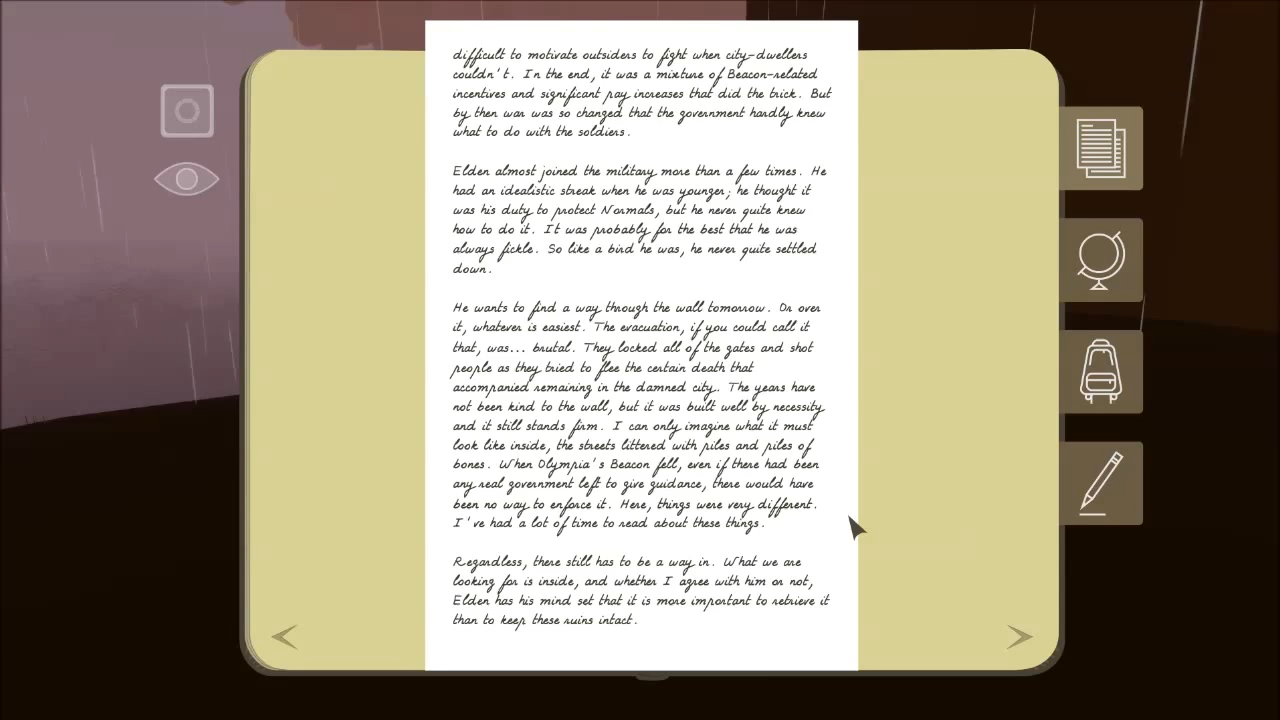 difficult to motivate outsiders to fight when city-dwellers
couldn't. In the end, it was a mixture of Beacon-related
incentives and significant pay increases that did the trick. But
by then war was so changed that the government hardly knew
what to do with the soldiers.
Elden almost joined the military more than a few times. He
had an idealistic streak when he was younger; he thought it
was his duty to protect Normals, but he never quite knew
how to do it. It was probably for the best that he was
always fickle. So like a bird he was, he never quite settled
down.
He wants to find a way through the wall tomorrow. Or over
it, whatever is easiest. The evacuation, if you could call it
that, was... brutal. They locked all of the gates and shot
people as they tried to flee the certain death that
accompanied remaining in the damned city. The years have
not been kind to the wall, but it was built well by necessity
and it still stands firm. I can only imagine what it must
look like inside, the streets littered with piles and piles of
bones. When Olympia's Beacon fell, even if there had been
any real government left to give guidance, there would have
been no way to enforce it. Here, things were very different.
I've had a lot of time to read about these things.
Regardless, there still has to be a way in. What we are
looking for is inside, and whether I agree with him or not,
Elden has his mind set that it is more important to retrieve it
than to keep these ruins intact.